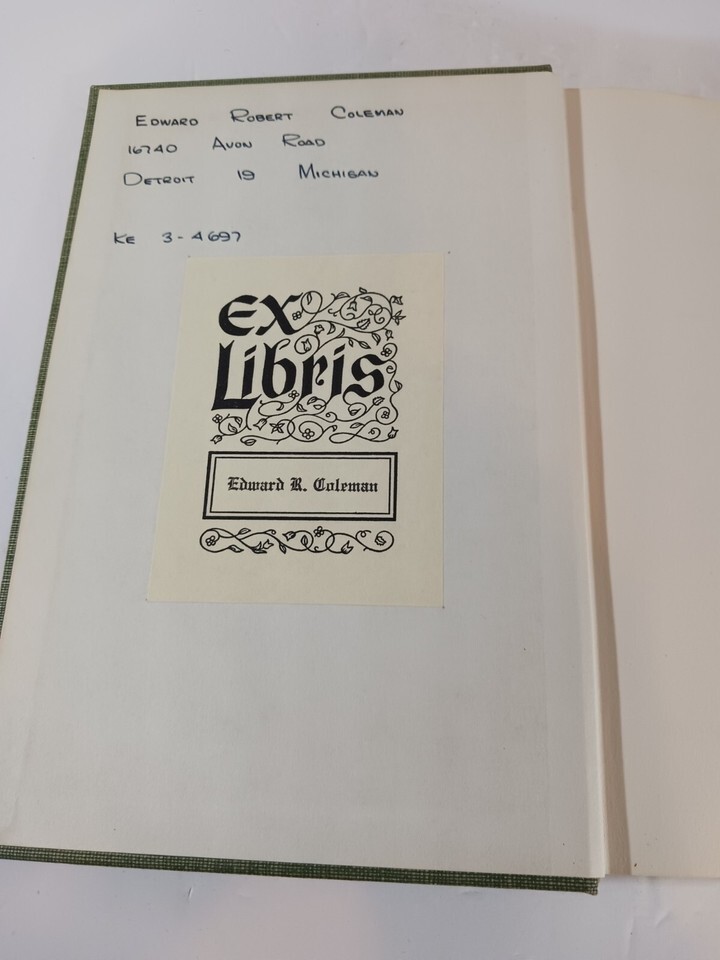 Edward Robert Coleman
16740 Avon Road
Detroit 19 Michigan
KE 3-4697
EX
Libris
Edward R. Coleman